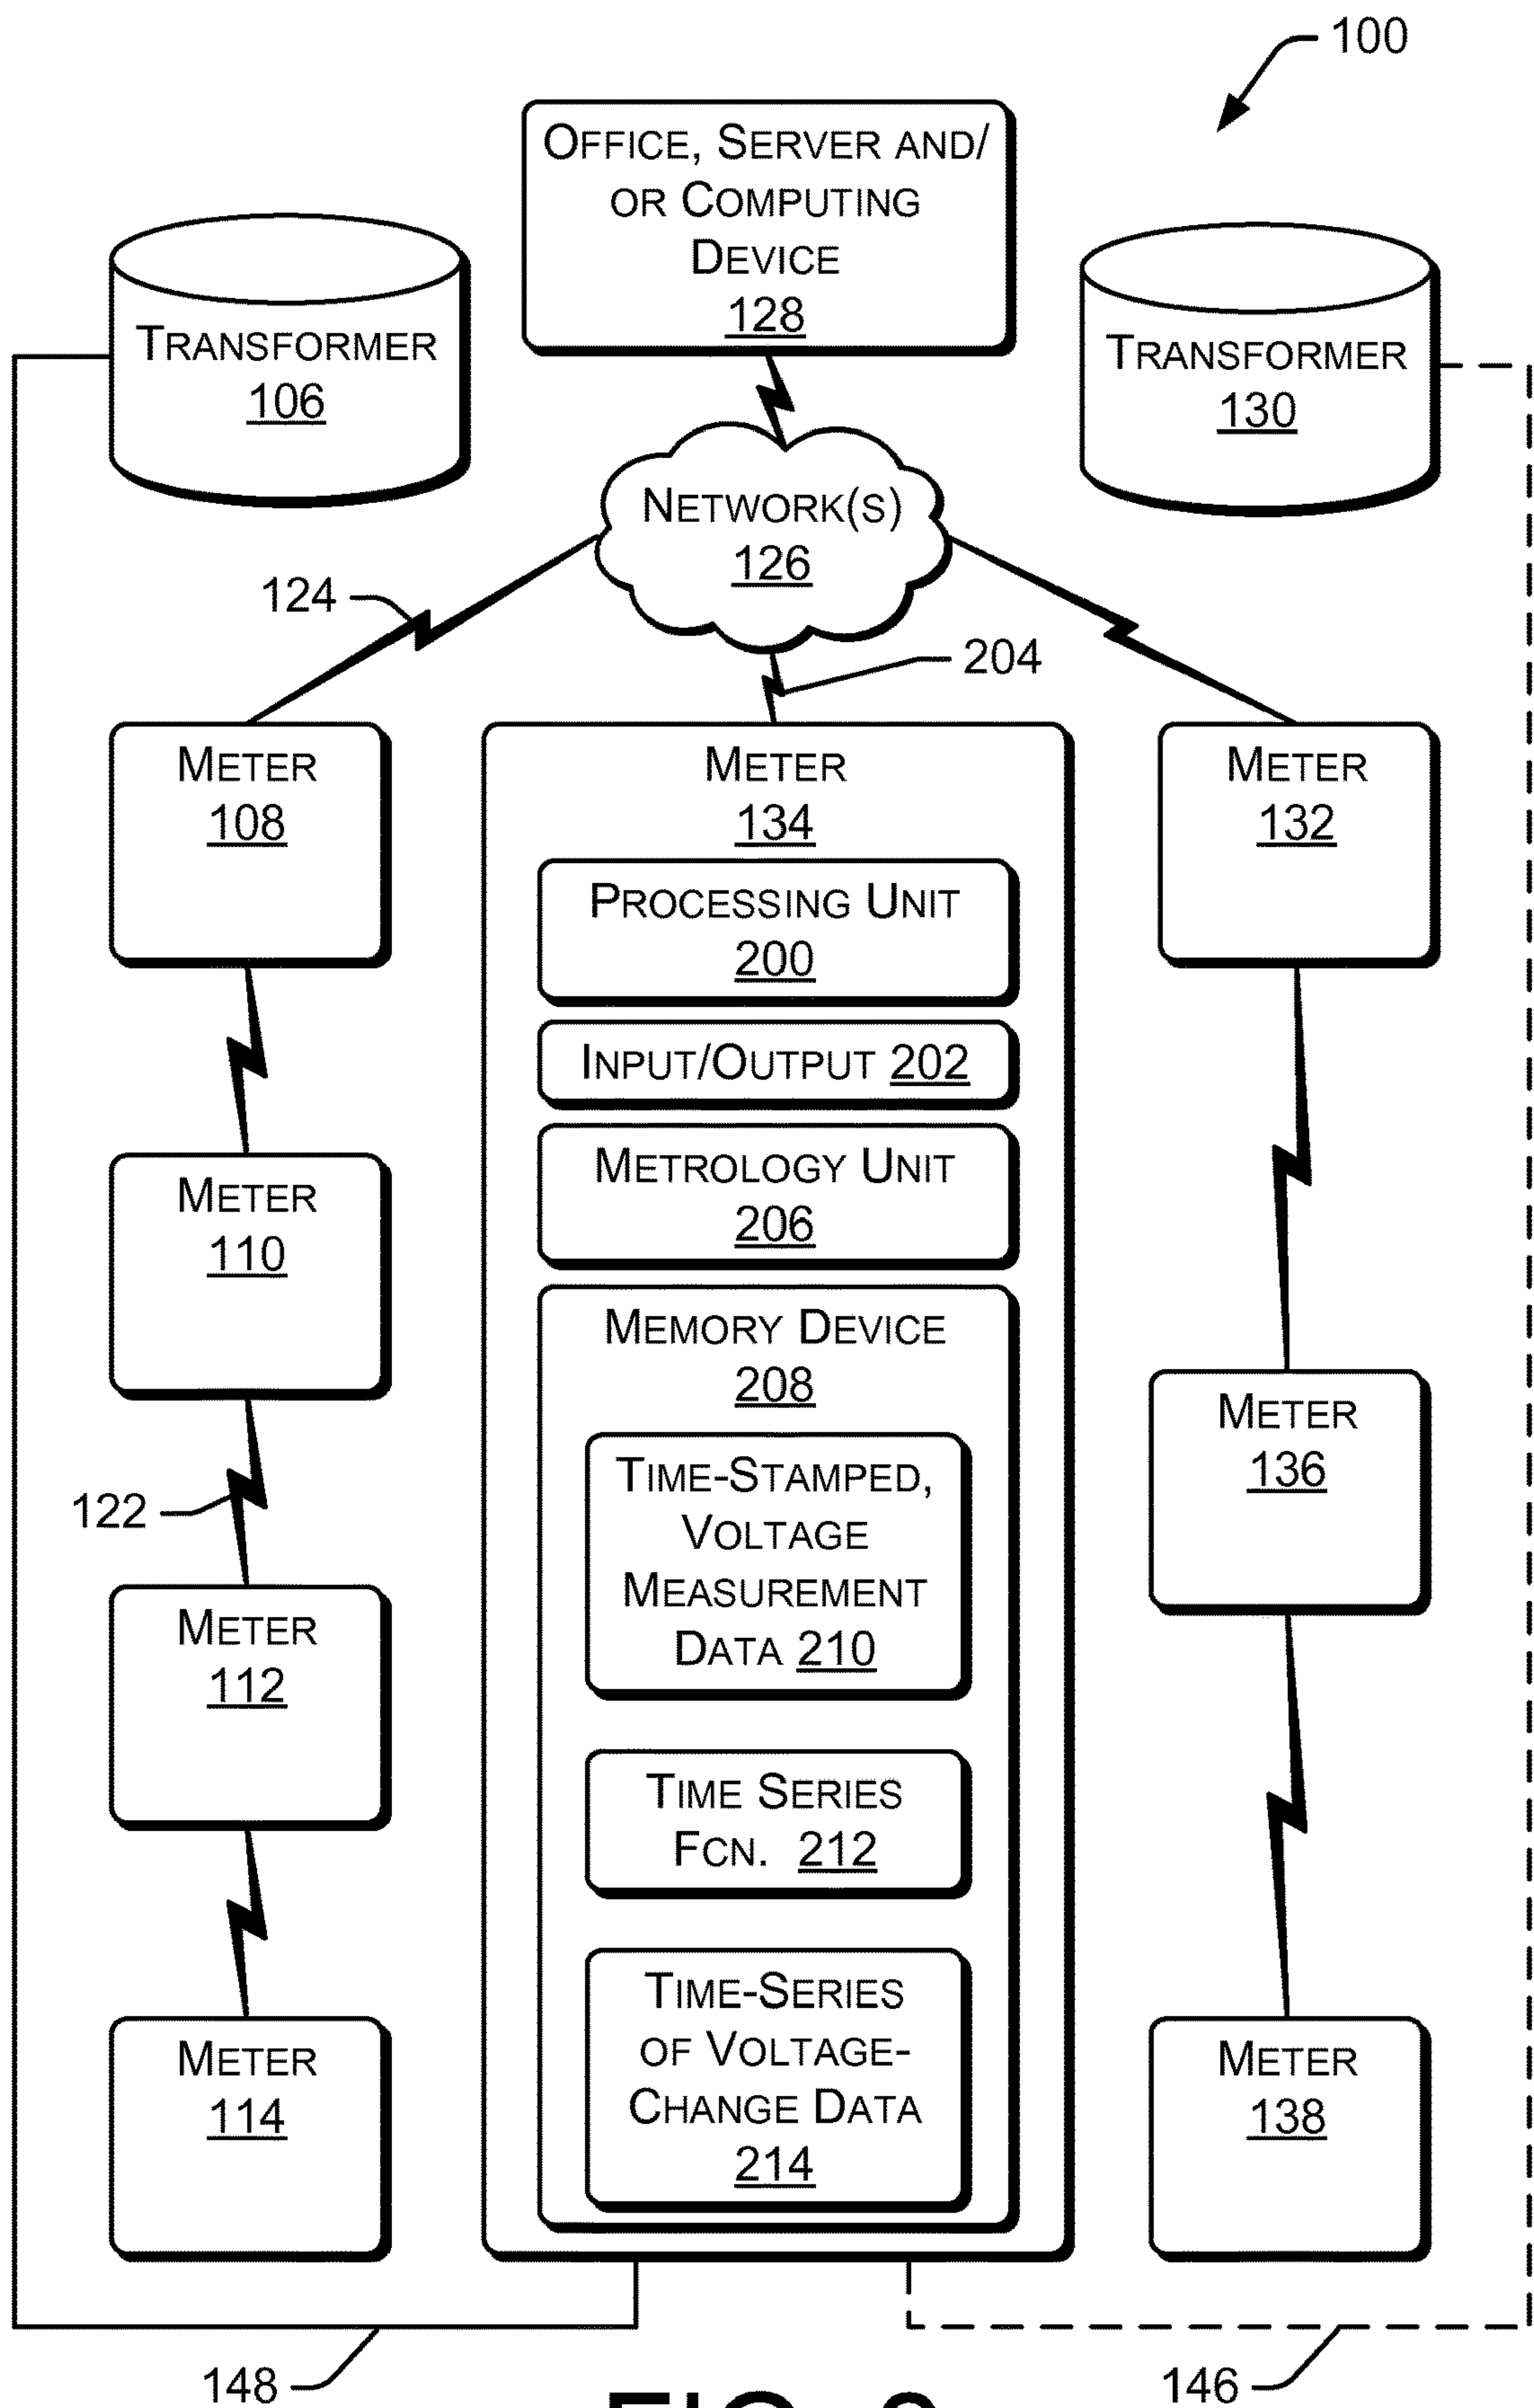 100
OFFICE, SERVER AND/
OR COMPUTING
DEVICE
128
TRANSFORMER
106
TRANSFORMER
130
NETWORK(S)
126
124
204
METER
108
METER
134
METER
132
PROCESSING UNIT
200
INPUT/OUTPUT 202
METROLOGY UNIT
206
METER
110
MEMORY DEVICE
208
METER
136
TIME-STAMPED,
VOLTAGE
MEASUREMENT
DATA 210
122
METER
112
TIME SERIES
FCN. 212
TIME-SERIES
OF VOLTAGE-
CHANGE DATA
214
METER
114
METER
138
148
146